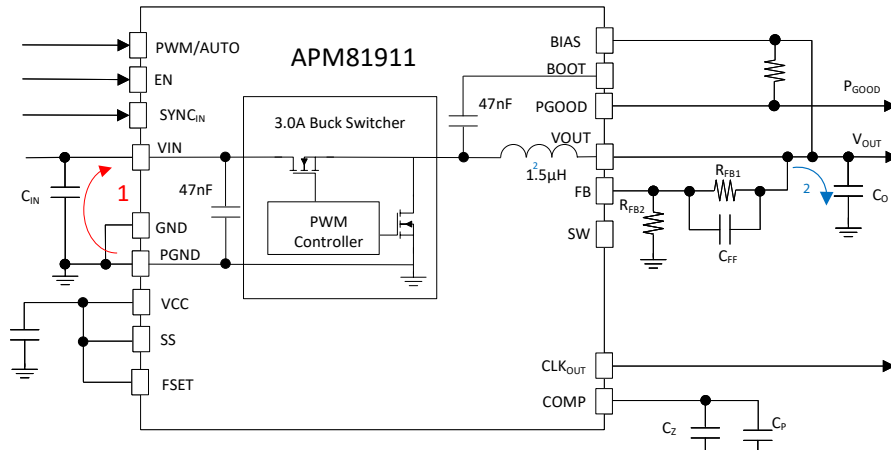 APM81911
PWM/AUTO
EN
SYNCIN
VIN
GND
PGND
VCC
SS
FSET
CIN
1
47nF
3.0A Buck Switcher
PWM
Controller
47nF
2
1.5µH
BIAS
BOOT
PGOOD
VOUT
FB
SW
CLKOUT
COMP
PGOOD
VOUT
RFB1
RFB2
CFF
2
CO
CZ
CP